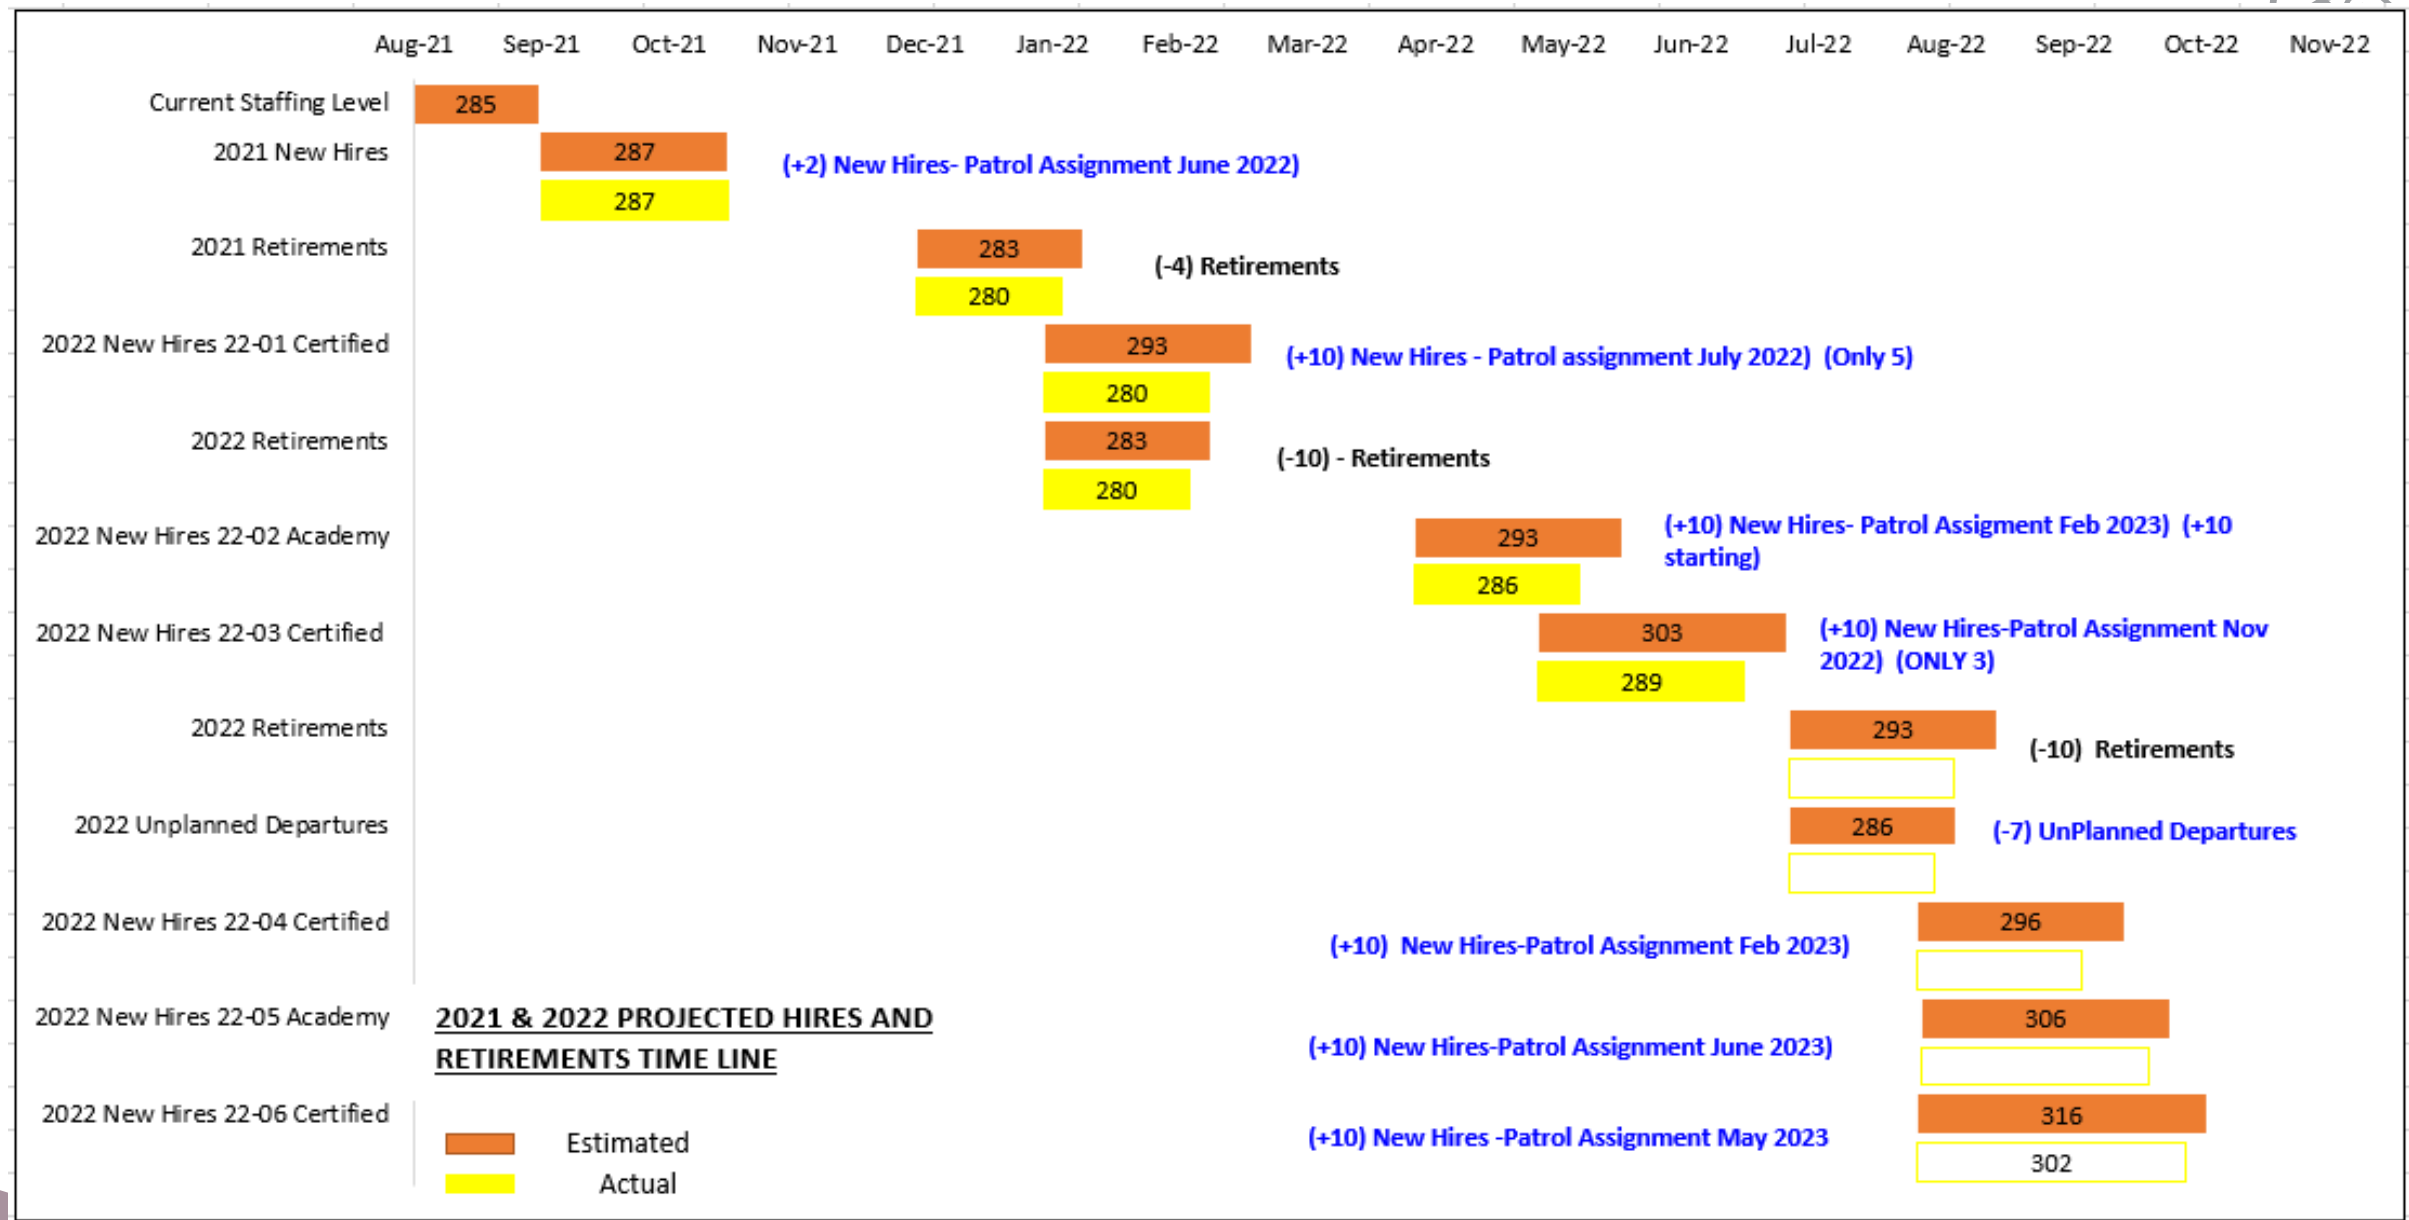 Aug-21 Sep-21 Oct-21 Nov-21 Dec-21 Jan-22 Feb-22 Mar-22 Apr-22 May-22 Jun-22 Jul-22 Aug-22 Sep-22 Oct-22 Nov-22
Current Staffing Level 285
2021 New Hires 287
(+2) New Hires- Patrol Assignment June 2022)
287
2021 Retirements 283
(-4) Retirements
280
2022 New Hires 22-01 Certified 293
(+10) New Hires - Patrol assignment July 2022) (Only 5)
280
2022 Retirements 283
(-10) - Retirements
280
2022 New Hires 22-02 Academy 293
(+10) New Hires- Patrol Assigment Feb 2023) (+10
starting)
286
2022 New Hires 22-03 Certified 303
(+10) New Hires-Patrol Assignment Nov
2022) (ONLY 3)
289
2022 Retirements 293
(-10) Retirements
2022 Unplanned Departures 286
(-7) UnPlanned Departures
2022 New Hires 22-04 Certified 296
(+10) New Hires-Patrol Assignment Feb 2023)
2022 New Hires 22-05 Academy 306
(+10) New Hires-Patrol Assignment June 2023)
2022 New Hires 22-06 Certified 316
(+10) New Hires -Patrol Assignment May 2023
302
2021 & 2022 PROJECTED HIRES AND
RETIREMENTS TIME LINE
Estimated
Actual